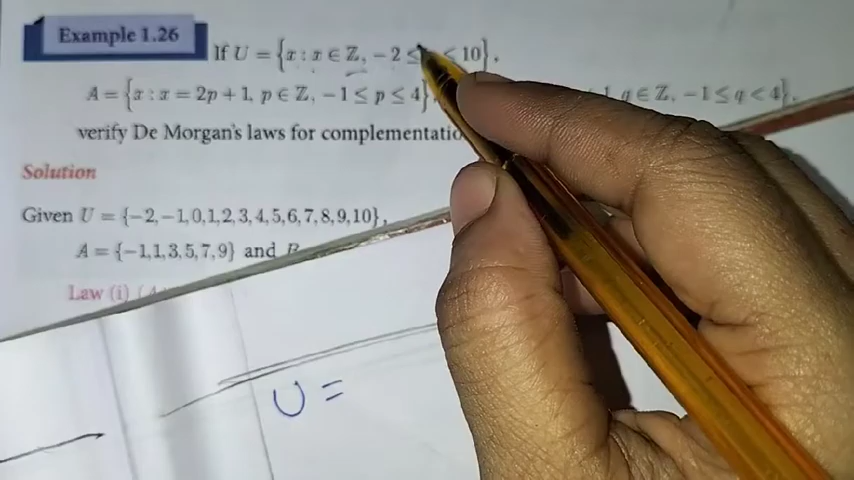 Example 1.26
If U = {x : x ∈ ℤ, −2 ≤ ≤ 10},
A = {x : x = 2p + 1, p ∈ ℤ, −1 ≤ p ≤ 4}, + 1, q ∈ ℤ, −1 ≤ q < 4},
verify De Morgan's laws for
Solution
Given U = {−2, −1, 0, 1, 2, 3, 4, 5, 6, 7, 8, 9, 10},
A = {−1, 1, 3, 5, 7, 9} and B
Law (i) (A
U =